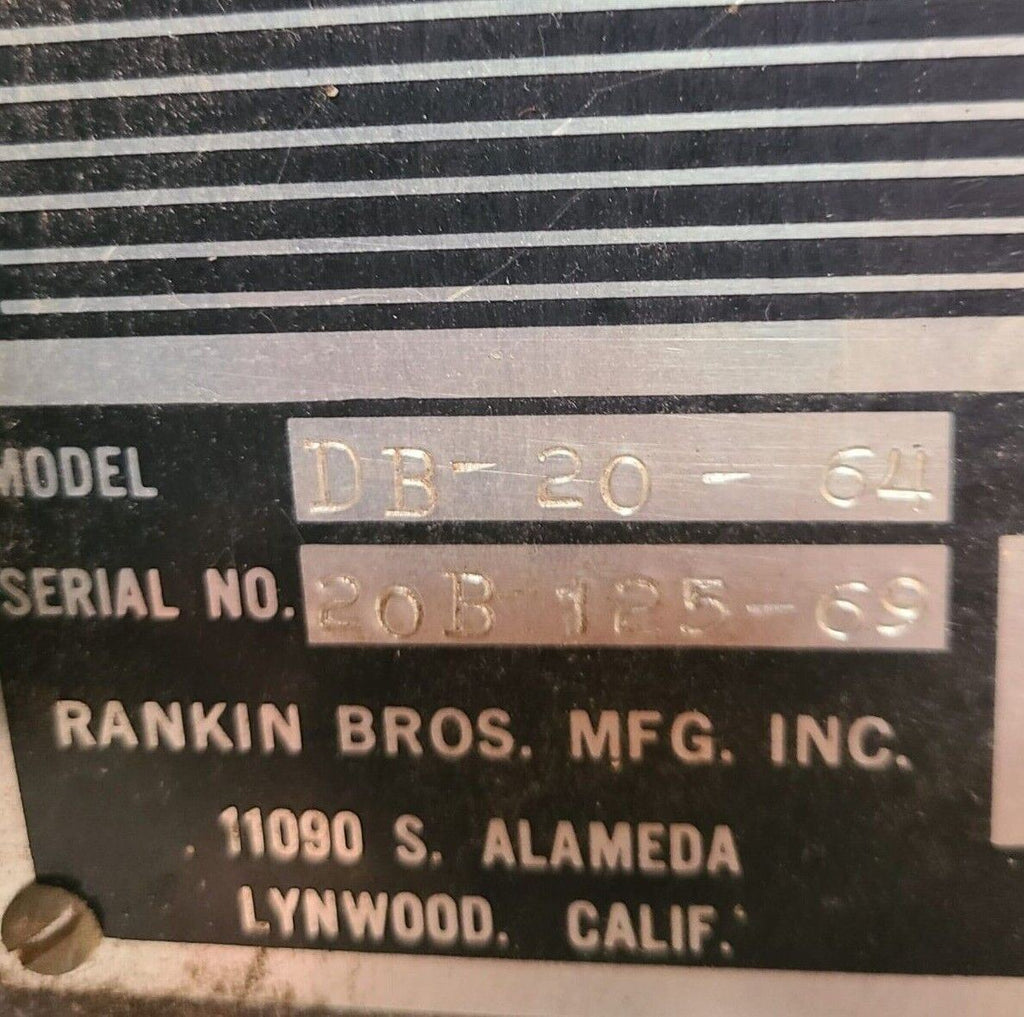 MODEL DB-20-64
SERIAL NO. 20B 125-69
RANKIN BROS. MFG. INC.
11090 S. ALAMEDA
LYNWOOD. CALIF.